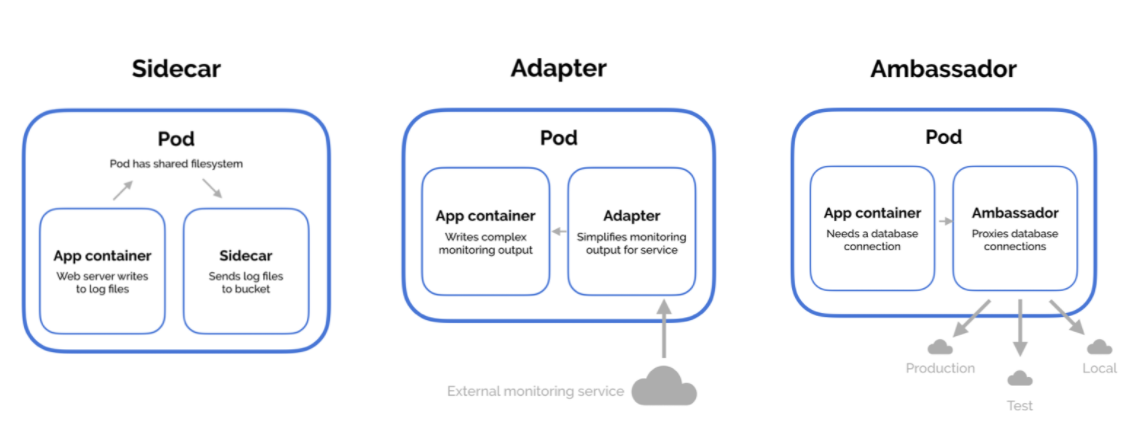 Sidecar
Pod
Pod has shared filesystem
App container
Web server writes
to log files
Sidecar
Sends log files
to bucket
Adapter
Pod
App container
Writes complex
monitoring output
Adapter
Simplifies monitoring
output for service
External monitoring service
Ambassador
Pod
App container
Needs a database
connection
Ambassador
Proxies database
connections
Production
Test
Local